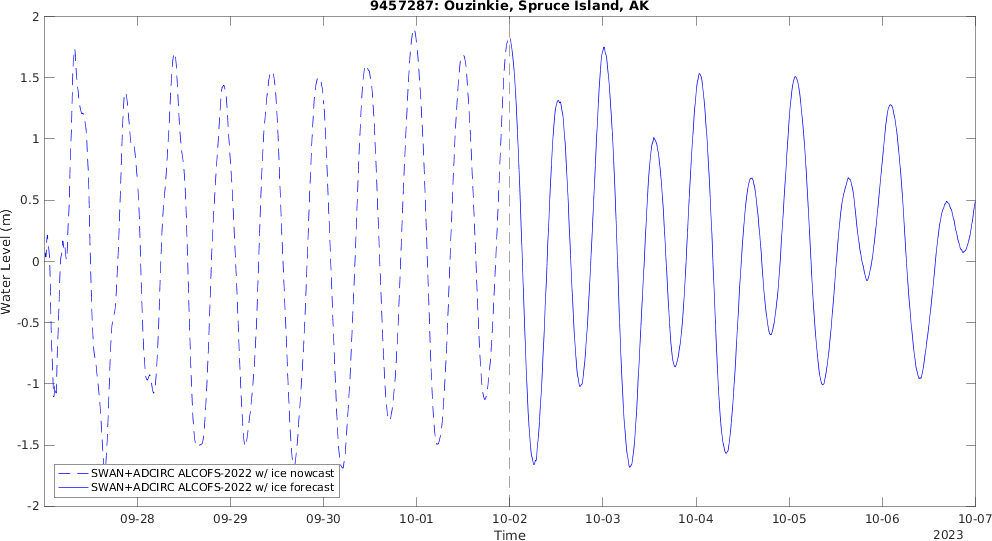 9457287: Ouzinkie, Spruce Island, AK
2
1.5
1
0.5
0
-0.5
-1
-1.5
-2
Water Level (m)
SWAN+ADCIRC ALCOFS-2022 w/ ice nowcast
SWAN+ADCIRC ALCOFS-2022 w/ ice forecast
09-28 09-29 09-30 10-01 10-02 10-03 10-04 10-05 10-06 10-07
Time
2023